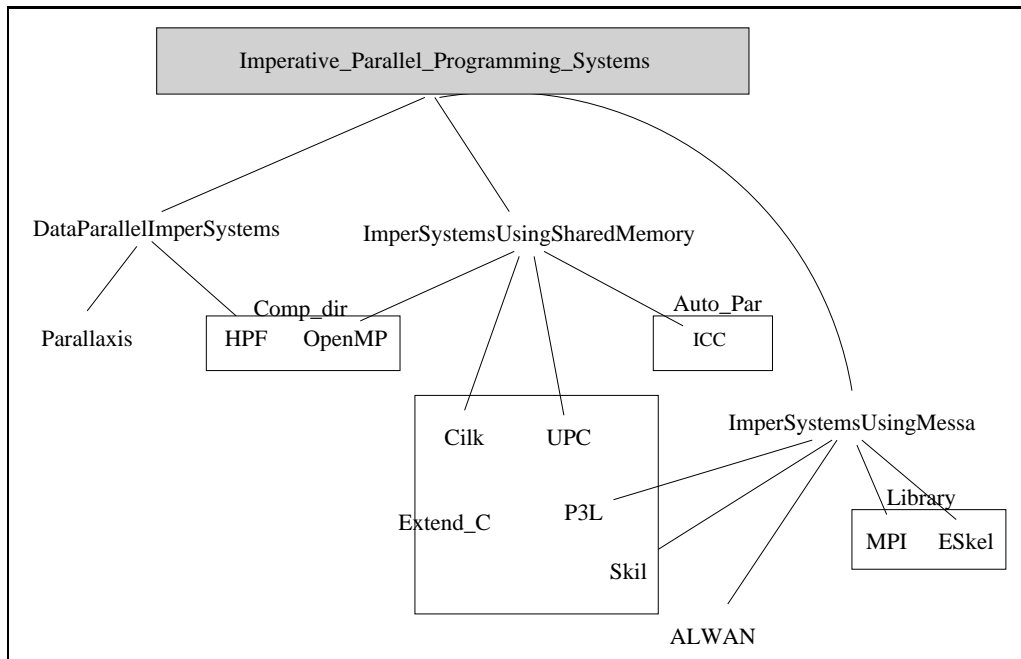 Imperative_Parallel_Programming_Systems
DataParallelImperSystems
ImperSystemsUsingSharedMemory
Comp_dir
Auto_Par
Parallaxis
HPF
OpenMP
ICC
ImperSystemsUsingMessa
Cilk
UPC
Library
Extend_C
P3L
MPI
ESkel
Skil
ALWAN